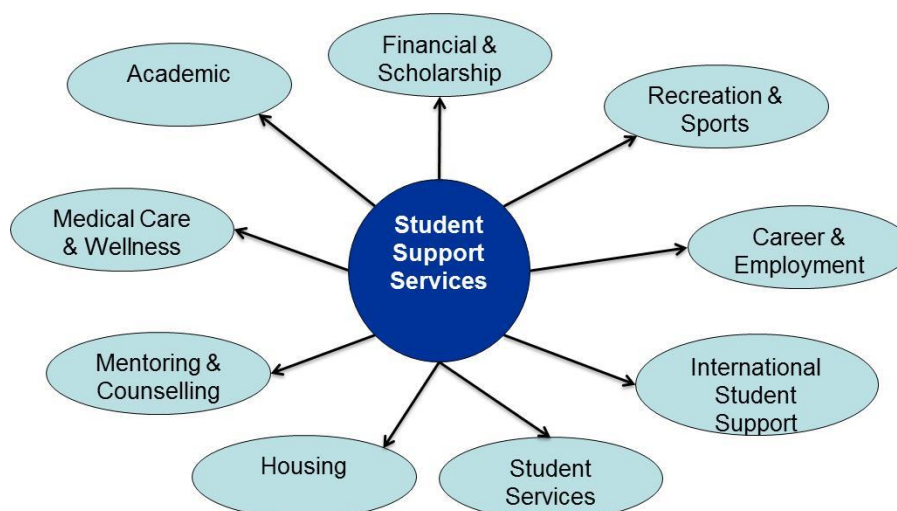 Financial &
Scholarship
Academic
Recreation &
Sports
Medical Care
& Wellness
Student
Support
Services
Career &
Employment
Mentoring &
Counselling
International
Student
Support
Housing
Student
Services